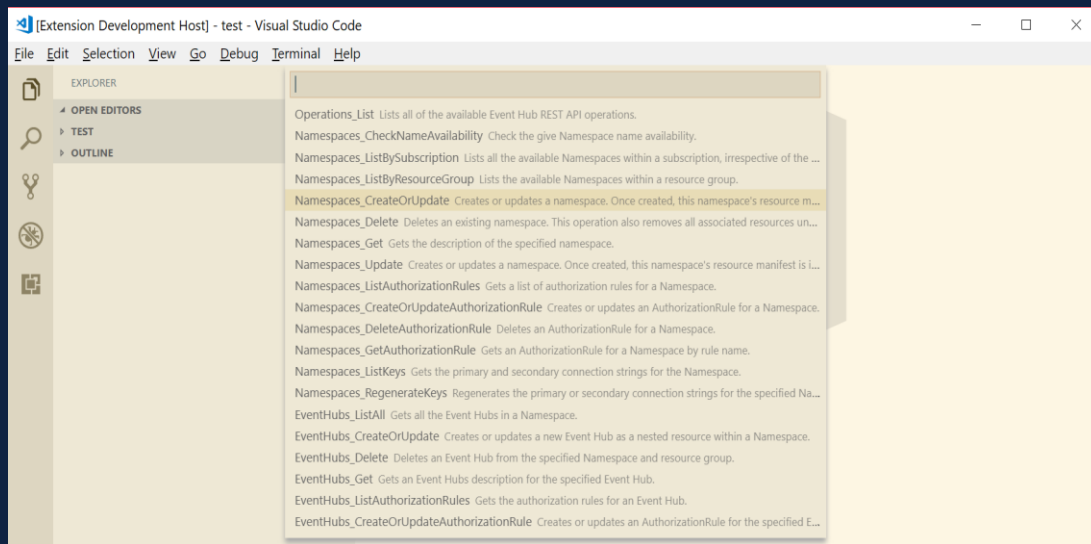 [Extension Development Host] - test - Visual Studio Code
File Edit Selection View Go Debug Terminal Help
EXPLORER
OPEN EDITORS
TEST
OUTLINE
Operations_List Lists all of the available Event Hub REST API operations.
Namespaces_CheckNameAvailability Check the give Namespace name availability.
Namespaces_ListBySubscription Lists all the available Namespaces within a subscription, irrespective of the ...
Namespaces_ListByResourceGroup Lists the available Namespaces within a resource group.
Namespaces_CreateOrUpdate Creates or updates a namespace. Once created, this namespace's resource m...
Namespaces_Delete Deletes an existing namespace. This operation also removes all associated resources un...
Namespaces_Get Gets the description of the specified namespace.
Namespaces_Update Creates or updates a namespace. Once created, this namespace's resource manifest is i...
Namespaces_ListAuthorizationRules Gets a list of authorization rules for a Namespace.
Namespaces_CreateOrUpdateAuthorizationRule Creates or updates an AuthorizationRule for a Namespace.
Namespaces_DeleteAuthorizationRule Deletes an AuthorizationRule for a Namespace.
Namespaces_GetAuthorizationRule Gets an AuthorizationRule for a Namespace by rule name.
Namespaces_ListKeys Gets the primary and secondary connection strings for the Namespace.
Namespaces_RegenerateKeys Regenerates the primary or secondary connection strings for the specified Na...
EventHubs_ListAll Gets all the Event Hubs in a Namespace.
EventHubs_CreateOrUpdate Creates or updates a new Event Hub as a nested resource within a Namespace.
EventHubs_Delete Deletes an Event Hub from the specified Namespace and resource group.
EventHubs_Get Gets an Event Hubs description for the specified Event Hub.
EventHubs_ListAuthorizationRules Gets the authorization rules for an Event Hub.
EventHubs_CreateOrUpdateAuthorizationRule Creates or updates an AuthorizationRule for the specified E...